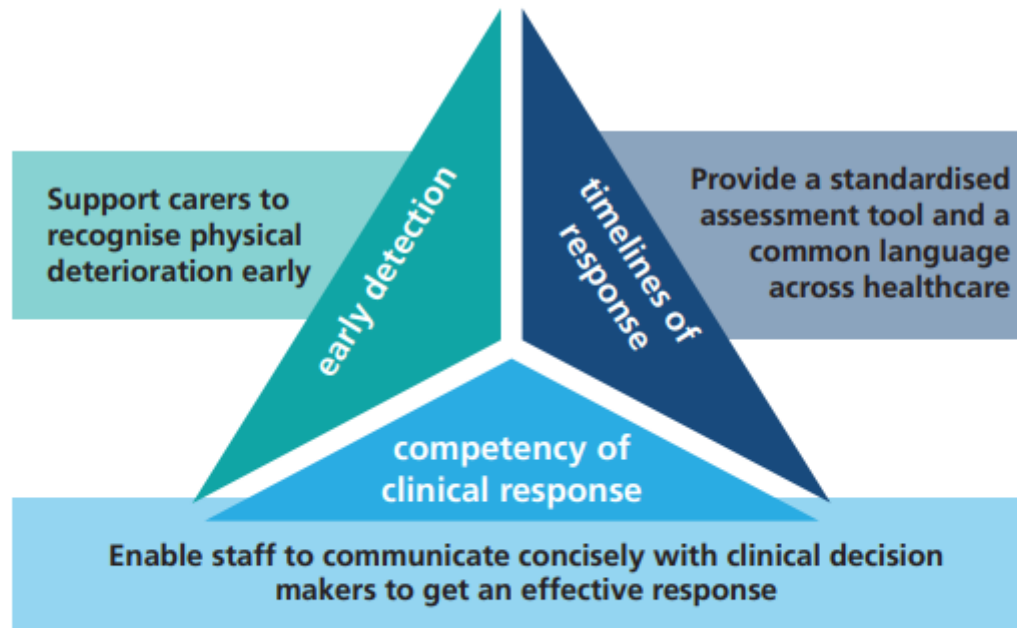 Support carers to
recognise physical
deterioration early
early detection
timelines of
response
Provide a standardised
assessment tool and a
common language
across healthcare
competency of
clinical response
Enable staff to communicate concisely with clinical decision
makers to get an effective response